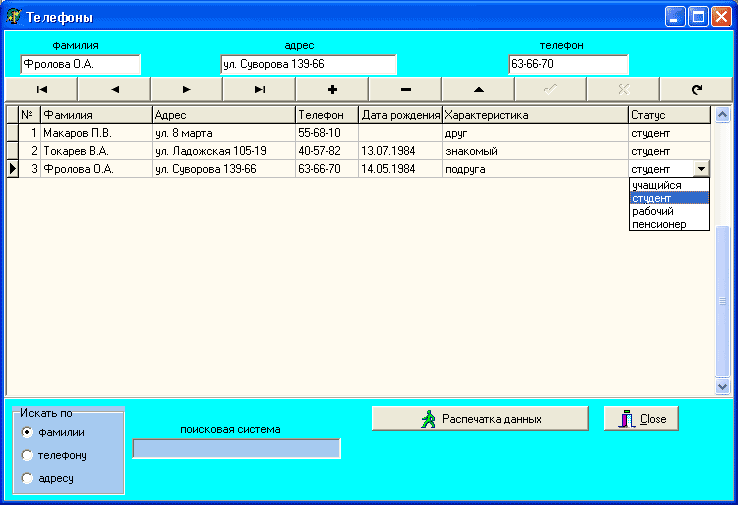 Телефоны
фамилия адрес телефон
Фролова О.А. ул. Суворова 139-66 63-66-70
№ Фамилия Адрес Телефон Дата рождения Характеристика Статус
1 Макаров П.В. ул. 8 марта 55-68-10 друг студент
2 Токарев В.А. ул. Ладожская 105-19 40-57-82 13.07.1984 знакомый студент
3 Фролова О.А. ул. Суворова 139-66 63-66-70 14.05.1984 подруга студент
учащийся
студент
рабочий
пенсионер
Искать по
фамилии
телефону
адресу
поисковая система
Распечатка данных
Close